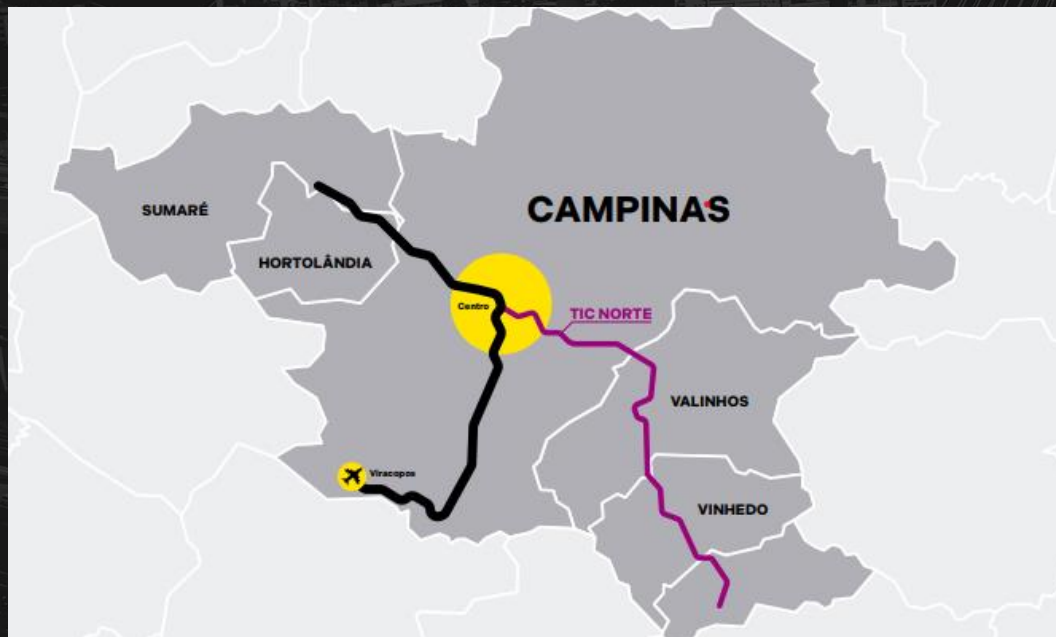 SUMARÉ
CAMPINAS
HORTOLÂNDIA
Centro
TIC NORTE
VALINHOS
Viracopos
VINHEDO